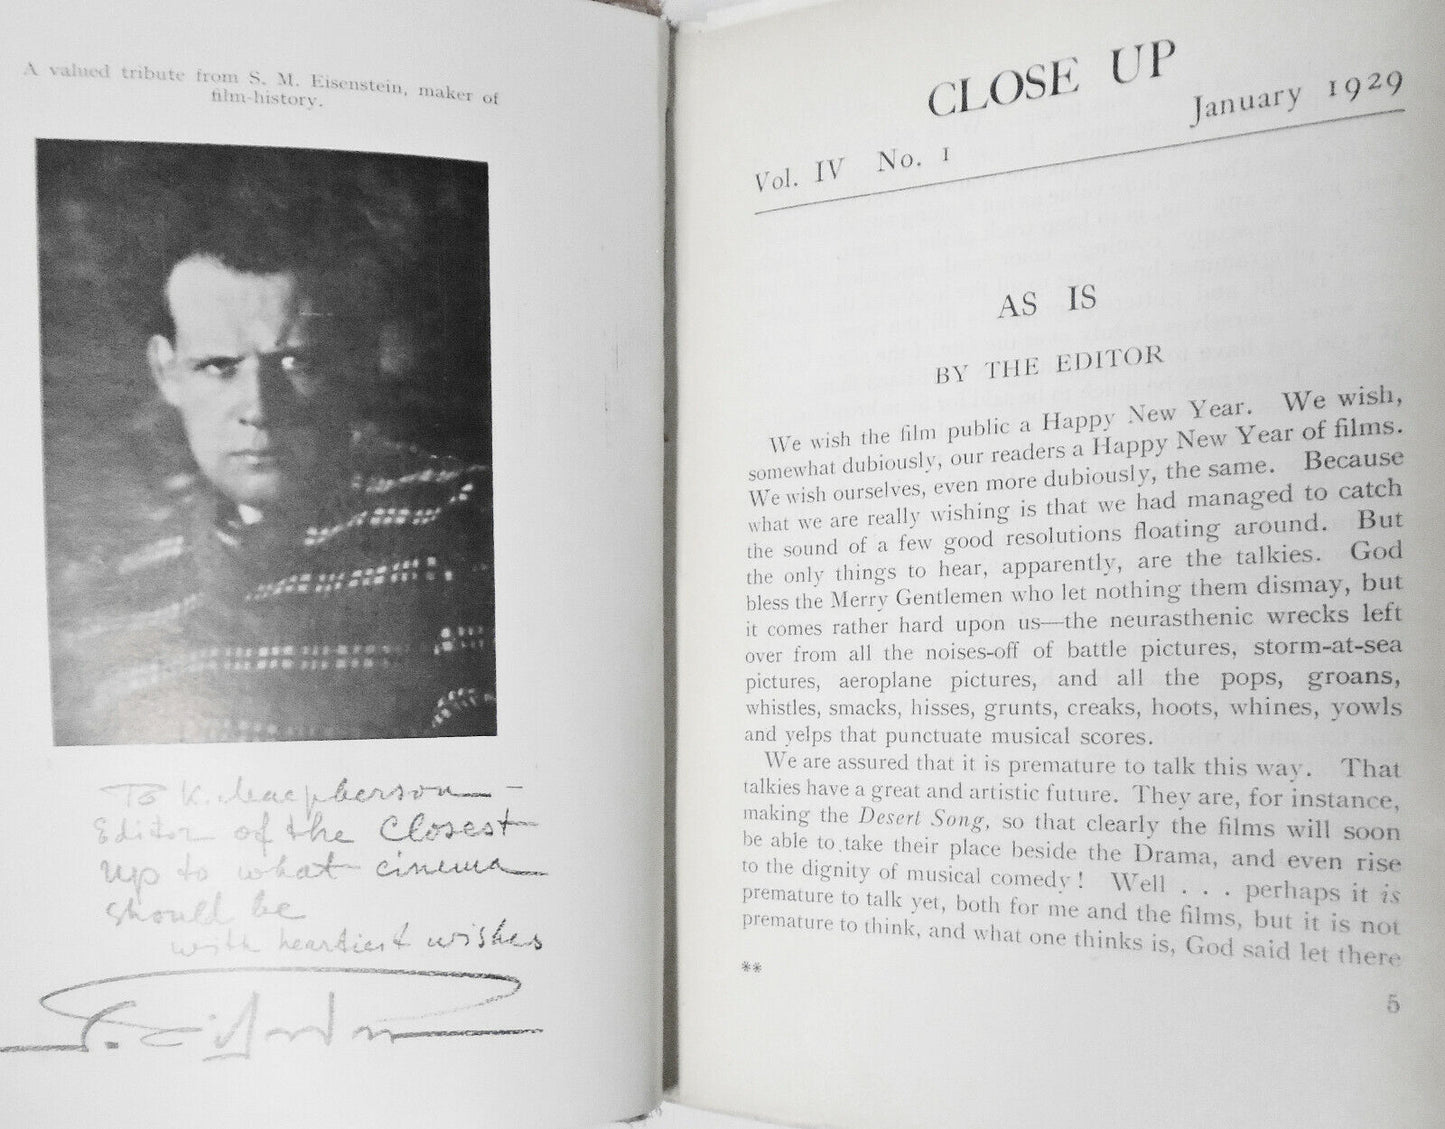 A valued tribute from S. M. Eisenstein, maker of
film-history.
To K. Macpherson —
Editor of the Closest
up to what cinema
should be
with heartiest wishes
S. Eisenstein
CLOSE UP
Vol. IV No. 1 January 1929
AS IS
BY THE EDITOR
We wish the film public a Happy New Year. We wish,
somewhat dubiously, our readers a Happy New Year of films.
We wish ourselves, even more dubiously, the same. Because
what we are really wishing is that we had managed to catch
the sound of a few good resolutions floating around. But
the only things to hear, apparently, are the talkies. God
bless the Merry Gentlemen who let nothing them dismay, but
it comes rather hard upon us—the neurasthenic wrecks left
over from all the noises-off of battle pictures, storm-at-sea
pictures, aeroplane pictures, and all the pops, groans,
whistles, smacks, hisses, grunts, creaks, hoots, whines, yowls
and yelps that punctuate musical scores.
We are assured that it is premature to talk this way. That
talkies have a great and artistic future. They are, for instance,
making the Desert Song, so that clearly the films will soon
be able to take their place beside the Drama, and even rise
to the dignity of musical comedy! Well . . . perhaps it is
premature to talk yet, both for me and the films, but it is not
premature to think, and what one thinks is, God said let there
**
5